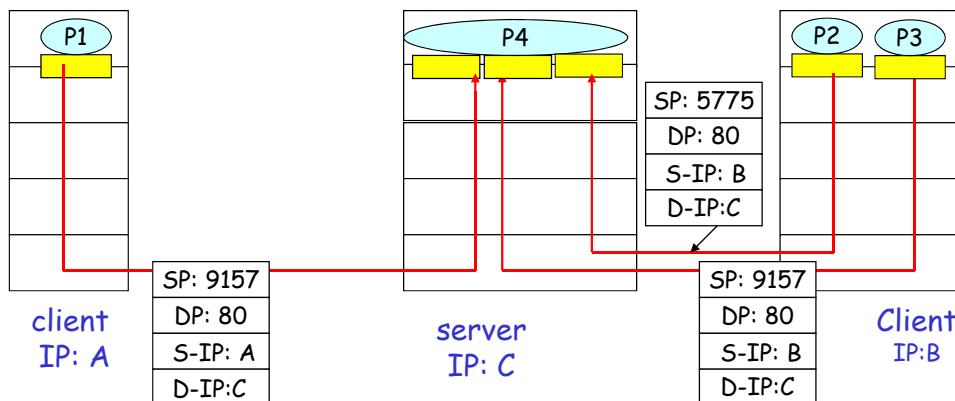 P1
P4
P2
P3
SP: 5775
DP: 80
S-IP: B
D-IP:C
SP: 9157
DP: 80
S-IP: A
D-IP:C
SP: 9157
DP: 80
S-IP: B
D-IP:C
client
IP: A
server
IP: C
Client
IP:B